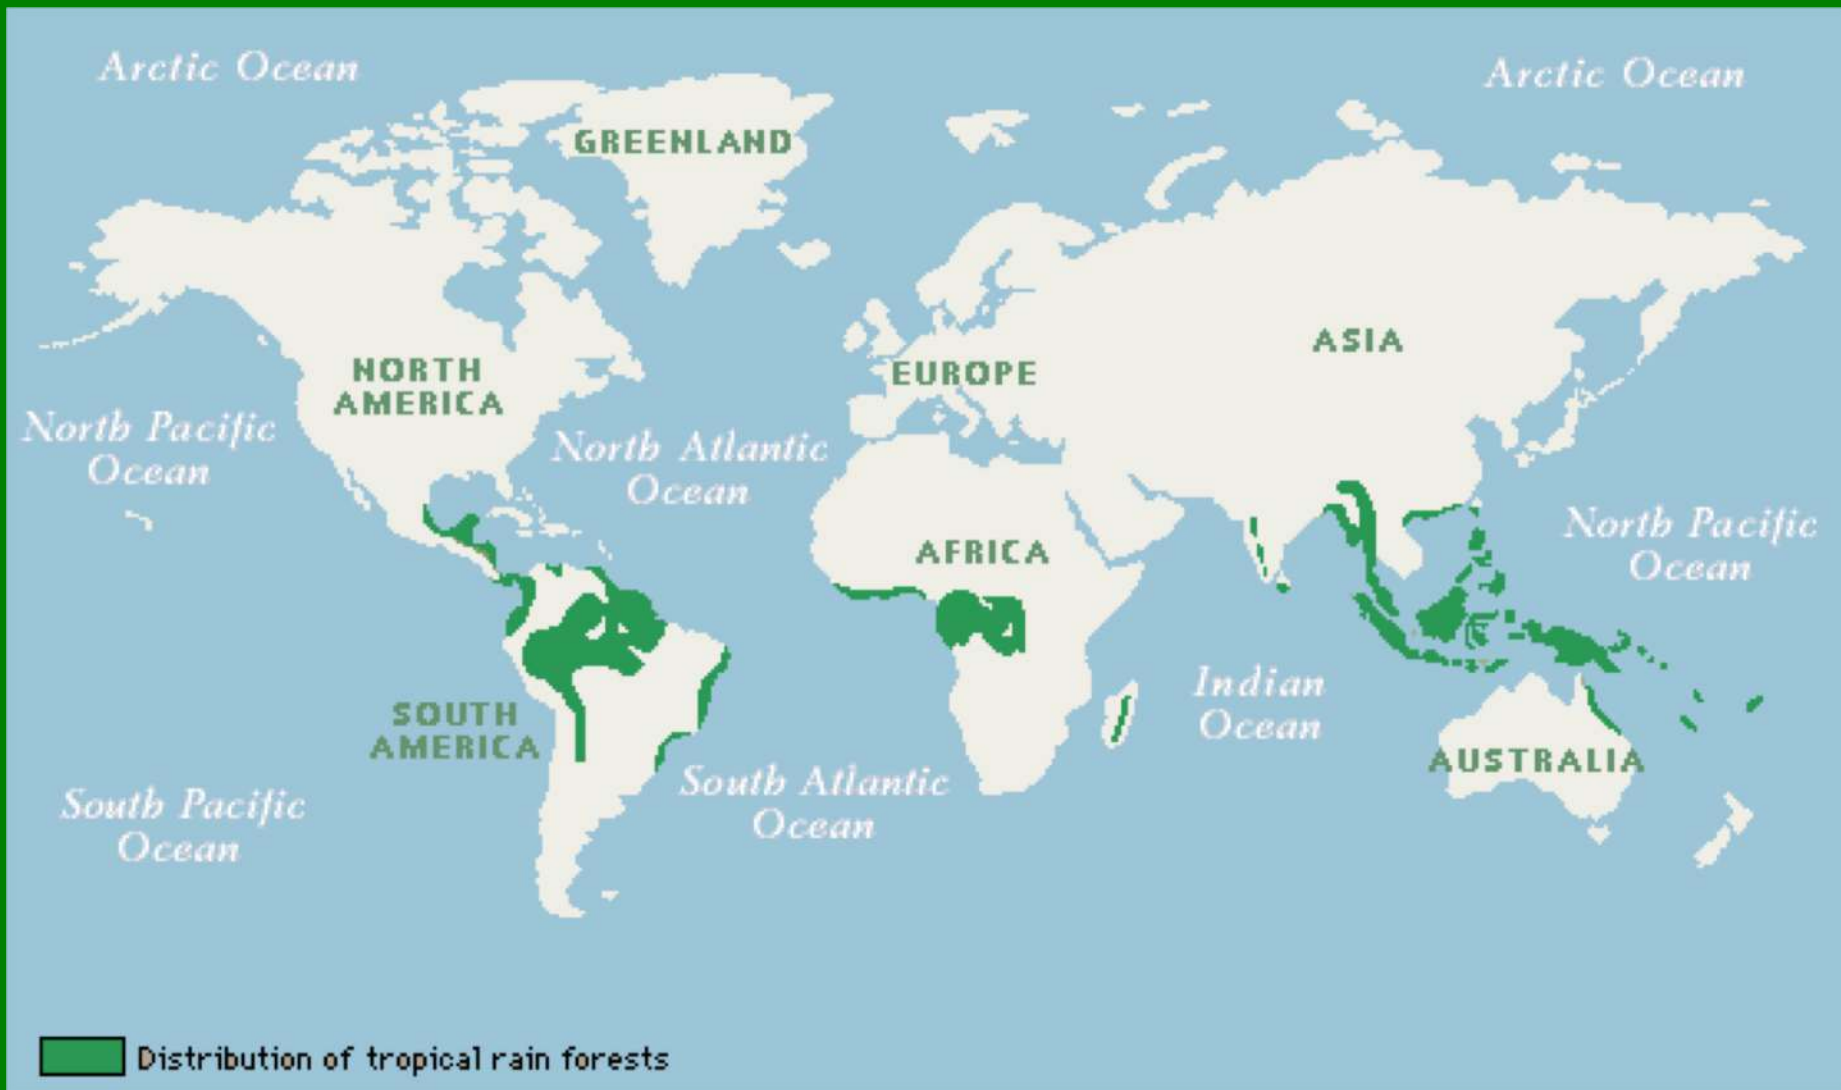 Arctic Ocean
Arctic Ocean
GREENLAND
NORTH
AMERICA
EUROPE
ASIA
North Pacific
Ocean
North Atlantic
Ocean
AFRICA
North Pacific
Ocean
SOUTH
AMERICA
Indian
Ocean
AUSTRALIA
South Pacific
Ocean
South Atlantic
Ocean
Distribution of tropical rain forests